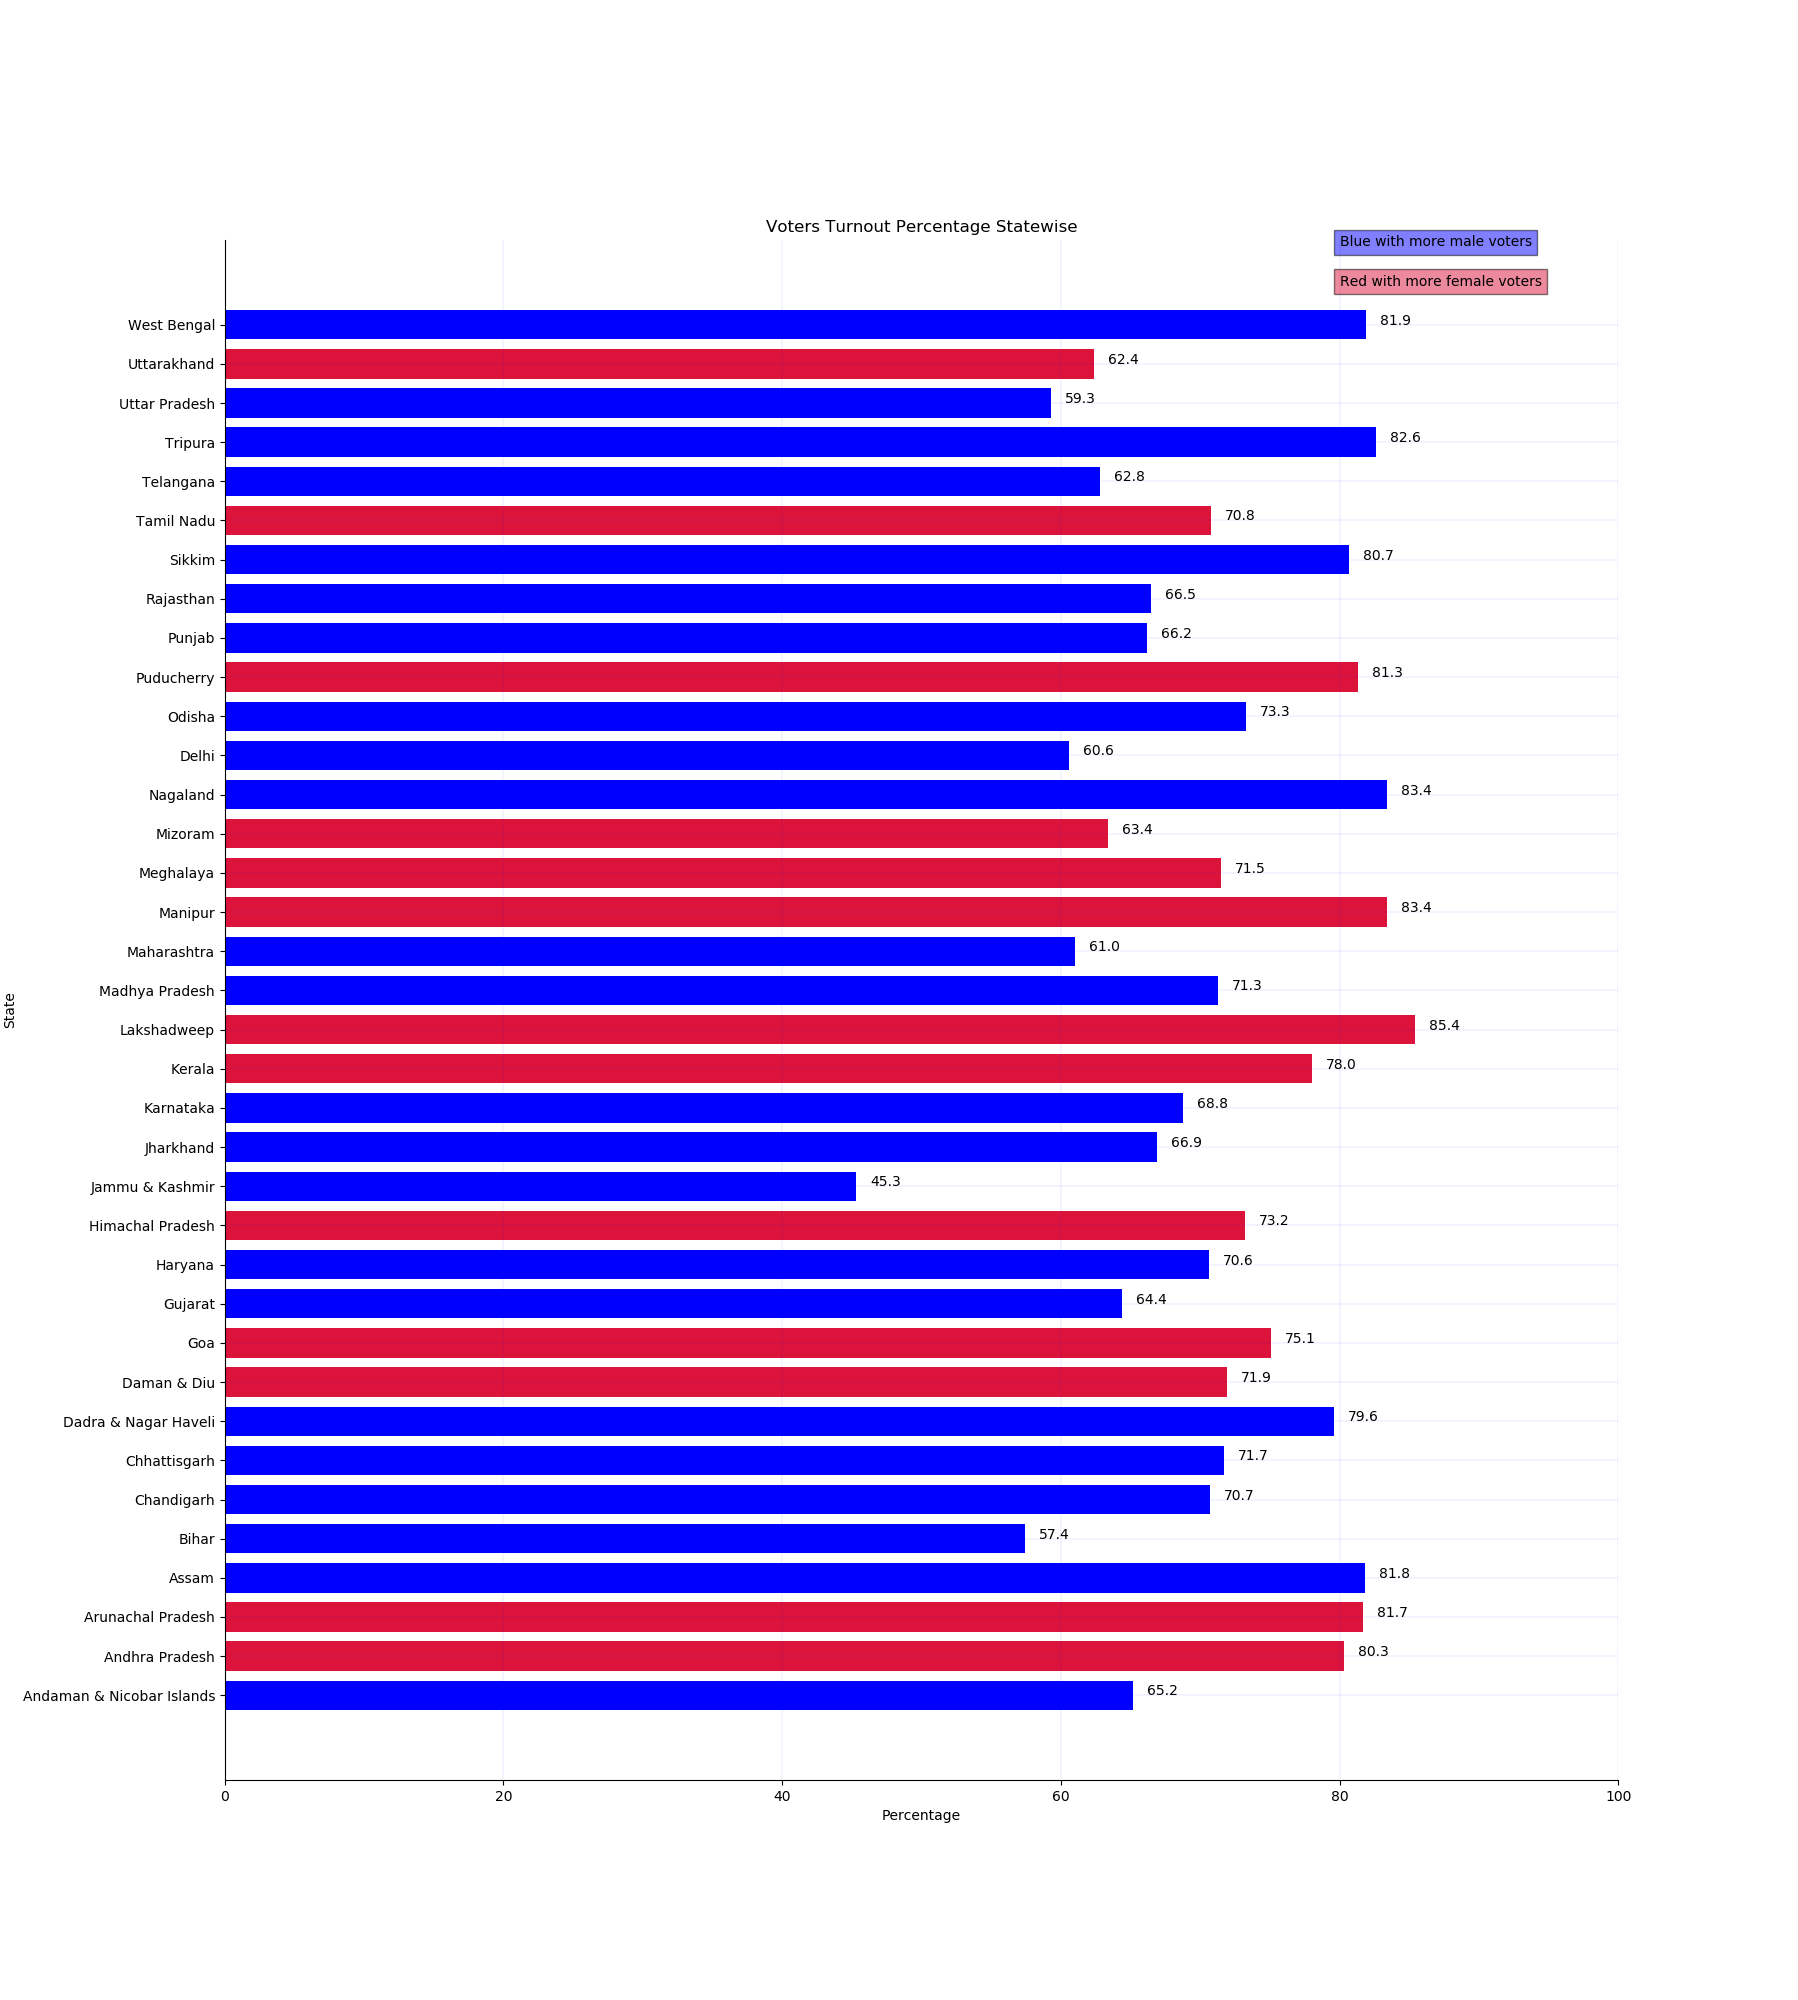 Voters Turnout Percentage Statewise
Blue with more male voters
Red with more female voters
West Bengal 81.9
Uttarakhand 62.4
Uttar Pradesh 59.3
Tripura 82.6
Telangana 62.8
Tamil Nadu 70.8
Sikkim 80.7
Rajasthan 66.5
Punjab 66.2
Puducherry 81.3
Odisha 73.3
Delhi 60.6
Nagaland 83.4
Mizoram 63.4
Meghalaya 71.5
Manipur 83.4
Maharashtra 61.0
Madhya Pradesh 71.3
State
Lakshadweep 85.4
Kerala 78.0
Karnataka 68.8
Jharkhand 66.9
Jammu & Kashmir 45.3
Himachal Pradesh 73.2
Haryana 70.6
Gujarat 64.4
Goa 75.1
Daman & Diu 71.9
Dadra & Nagar Haveli 79.6
Chhattisgarh 71.7
Chandigarh 70.7
Bihar 57.4
Assam 81.8
Arunachal Pradesh 81.7
Andhra Pradesh 80.3
Andaman & Nicobar Islands 65.2
0 20 40 60 80 100
Percentage